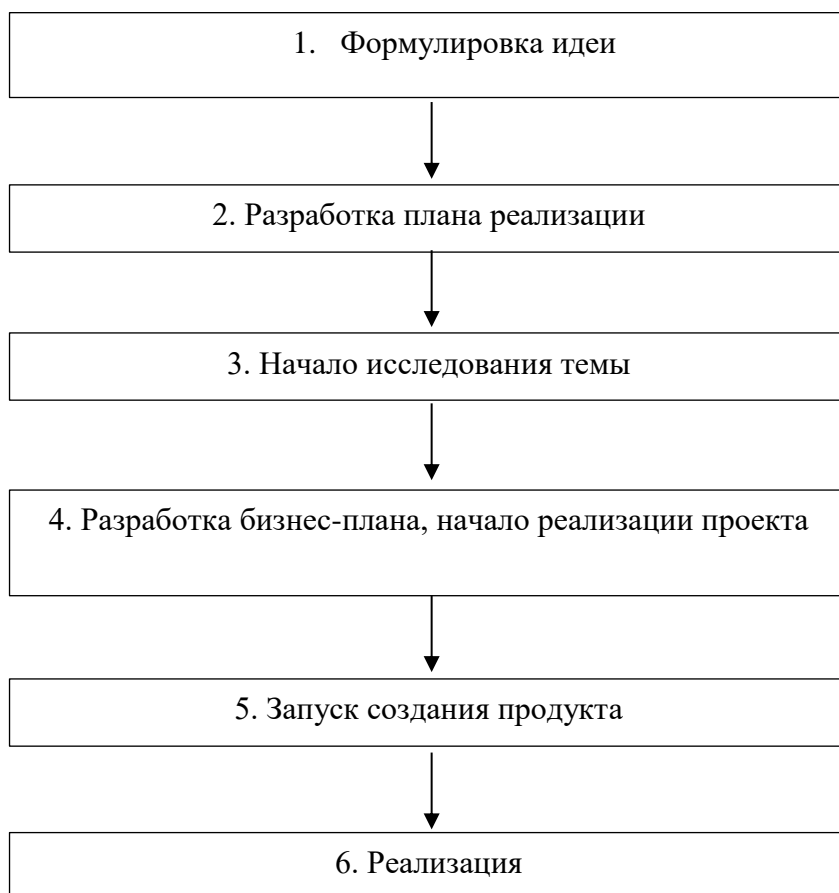 1. Формулировка идеи
2. Разработка плана реализации
3. Начало исследования темы
4. Разработка бизнес-плана, начало реализации проекта
5. Запуск создания продукта
6. Реализация